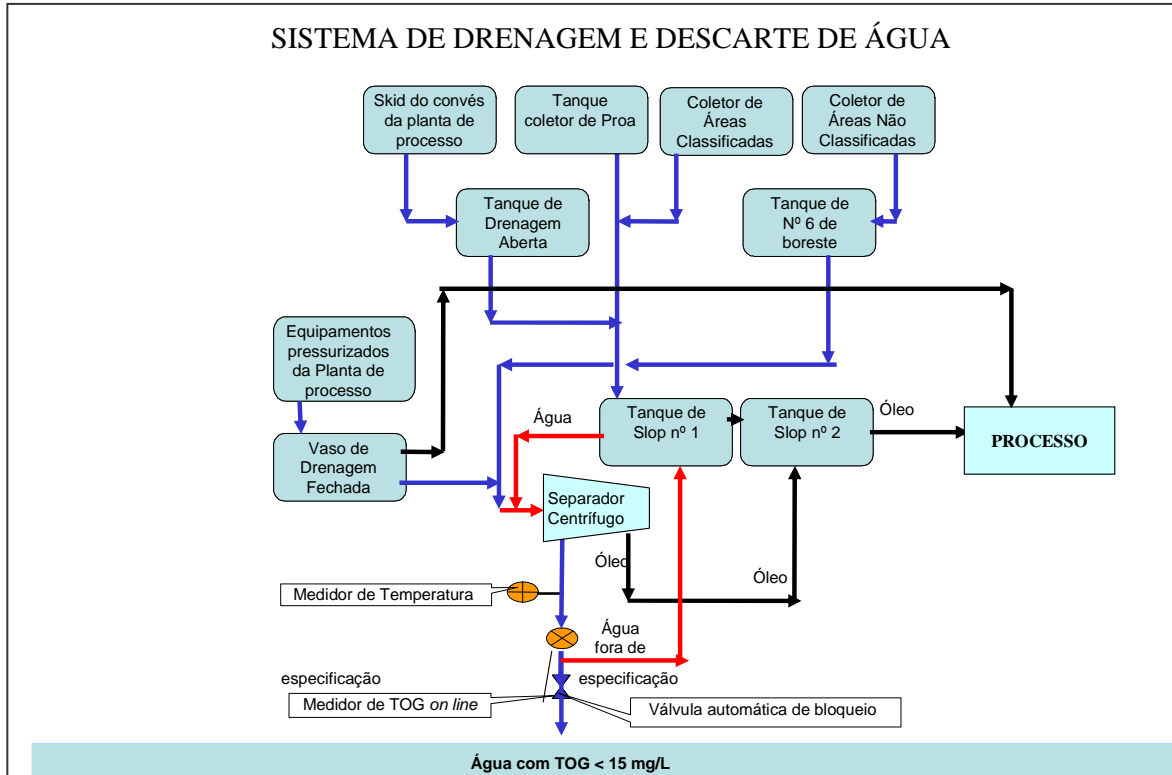 SISTEMA DE DRENAGEM E DESCARTE DE ÁGUA
Skid do convés
da planta de
processo
Tanque
coletor de Proa
Coletor de
Áreas
Classificadas
Coletor de
Áreas Não
Classificadas
Tanque de
Drenagem
Aberta
Tanque de
Nº 6 de
boreste
Equipamentos
pressurizados
da Planta de
processo
Água
Tanque de
Slop nº 1
Tanque de
Slop nº 2
Óleo
PROCESSO
Vaso de
Drenagem
Fechada
Separador
Centrífugo
Óleo
Óleo
Medidor de Temperatura
Água
fora de
especificação
especificação
Medidor de TOG on line
Válvula automática de bloqueio
Água com TOG < 15 mg/L